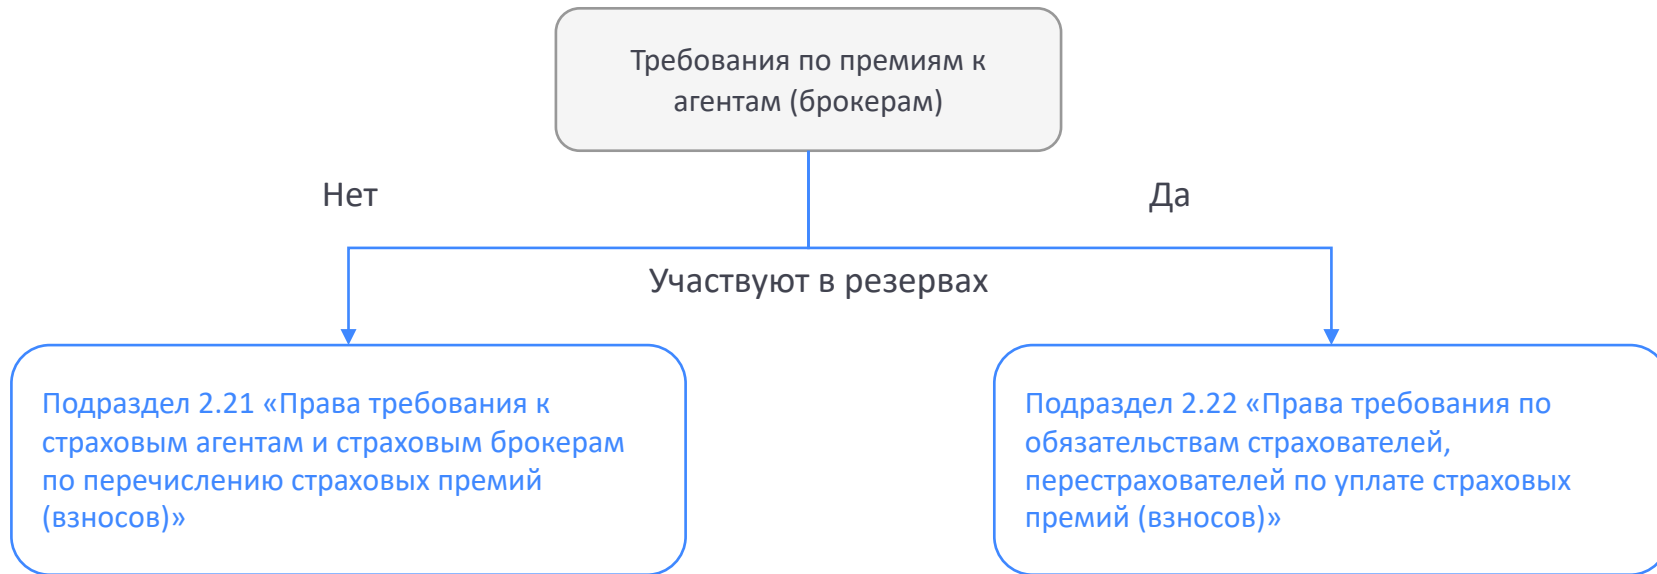 Требования по премиям к
агентам (брокерам)
Нет
Да
Участвуют в резервах
Подраздел 2.21 «Права требования к
страховым агентам и страховым брокерам
по перечислению страховых премий
(взносов)»
Подраздел 2.22 «Права требования по
обязательствам страхователей,
перестрахователей по уплате страховых
премий (взносов)»